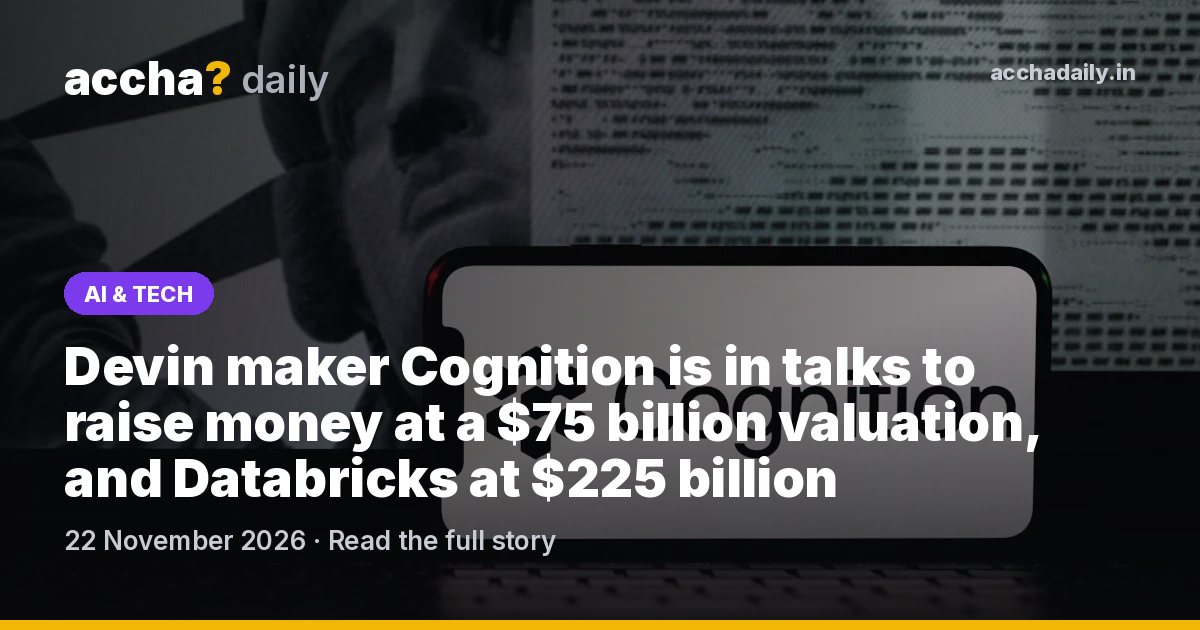 accha? daily
acchadaily.in
AI & TECH
Devin maker Cognition is in talks to
raise money at a $75 billion valuation,
and Databricks at $225 billion
22 November 2026 · Read the full story
Cognition